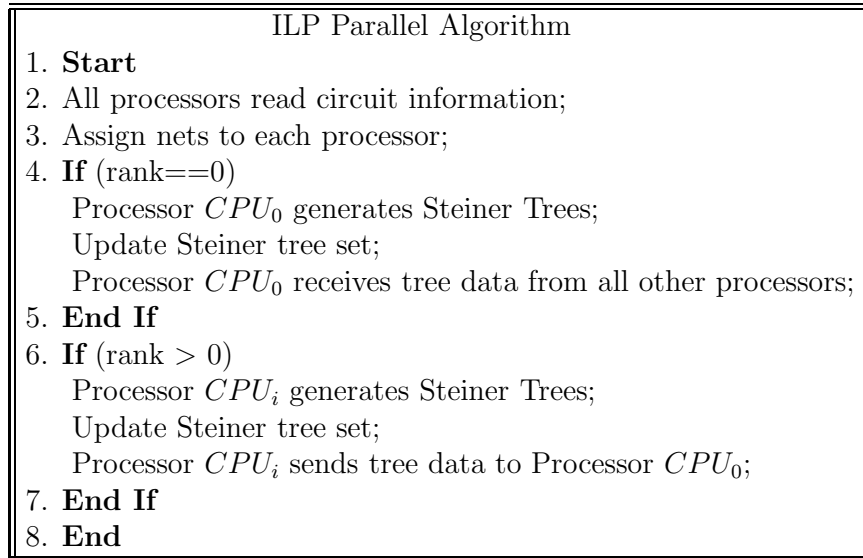 ILP Parallel Algorithm
1. Start
2. All processors read circuit information;
3. Assign nets to each processor;
4. If (rank==0)
Processor CPU₀ generates Steiner Trees;
Update Steiner tree set;
Processor CPU₀ receives tree data from all other processors;
5. End If
6. If (rank > 0)
Processor CPUᵢ generates Steiner Trees;
Update Steiner tree set;
Processor CPUᵢ sends tree data to Processor CPU₀;
7. End If
8. End